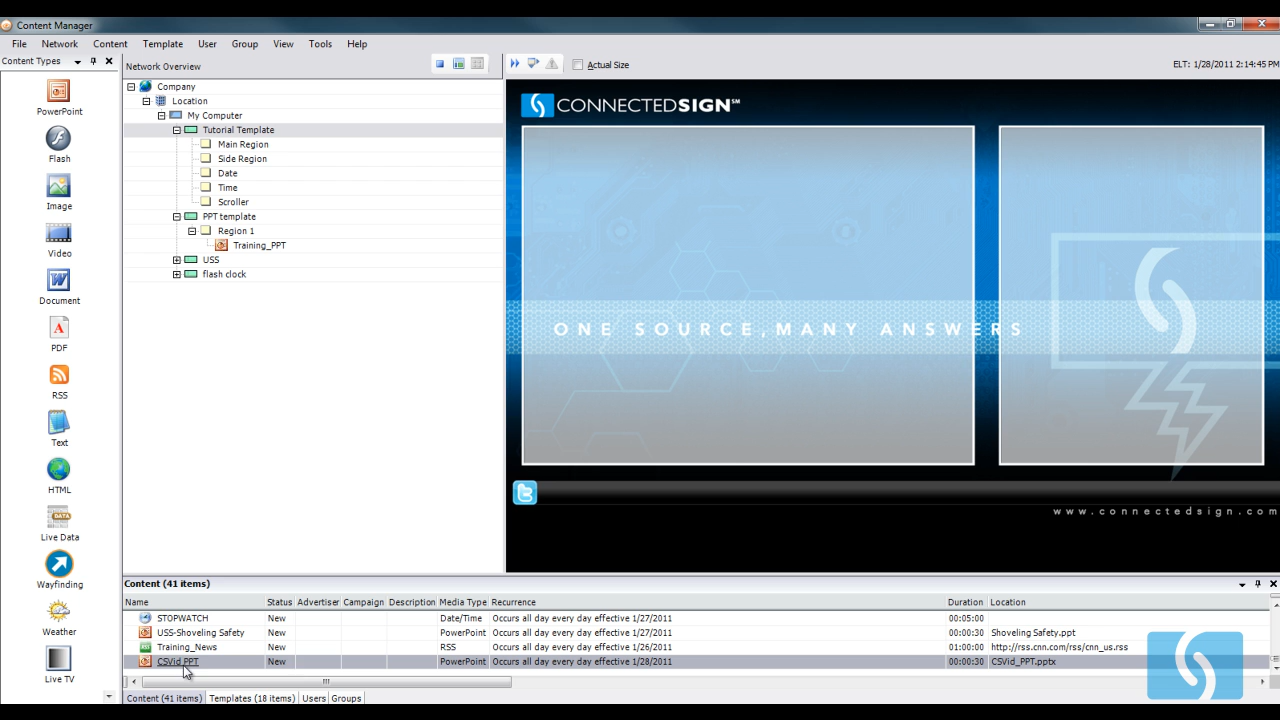 Content Manager
File Network Content Template User Group View Tools Help
Content Types
PowerPoint
Flash
Image
Video
Document
PDF
RSS
Text
HTML
Live Data
Wayfinding
Weather
Live TV
Network Overview
Company
Location
My Computer
Tutorial Template
Main Region
Side Region
Date
Time
Scroller
PPT template
Region 1
Training_PPT
USS
flash clock
Actual Size
ELT: 1/28/2011 2:14:45 PM
CONNECTEDSIGN℠
ONE SOURCE MANY ANSWERS
www.connectedsign.com
Content (41 items)
Name Status Advertiser Campaign Description Media Type Recurrence Duration Location
STOPWATCH New Date/Time Occurs all day every day effective 1/27/2011 00:05:00
USS-Shoveling Safety New PowerPoint Occurs all day every day effective 1/27/2011 00:00:30 Shoveling Safety.ppt
Training_News New RSS Occurs all day every day effective 1/26/2011 01:00:00 http://rss.cnn.com/rss/cnn_us.rss
CSVid_PPT New PowerPoint Occurs all day every day effective 1/28/2011 00:00:30 CSVid_PPT.pptx
Content (41 items) Templates (18 items) Users Groups